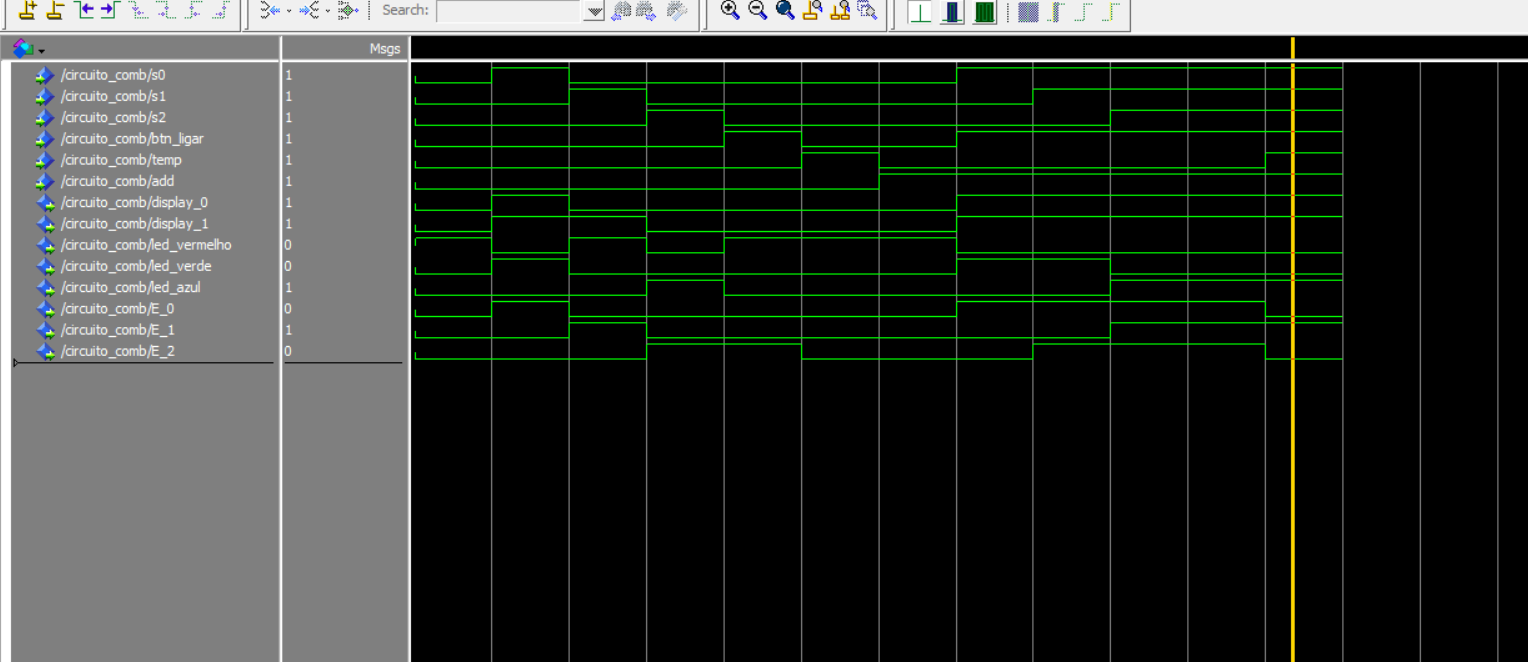 Search:
Msgs
/circuito_comb/s0 1
/circuito_comb/s1 1
/circuito_comb/s2 1
/circuito_comb/btn_ligar 1
/circuito_comb/temp 1
/circuito_comb/add 1
/circuito_comb/display_0 1
/circuito_comb/display_1 1
/circuito_comb/led_vermelho 0
/circuito_comb/led_verde 0
/circuito_comb/led_azul 1
/circuito_comb/E_0 0
/circuito_comb/E_1 1
/circuito_comb/E_2 0